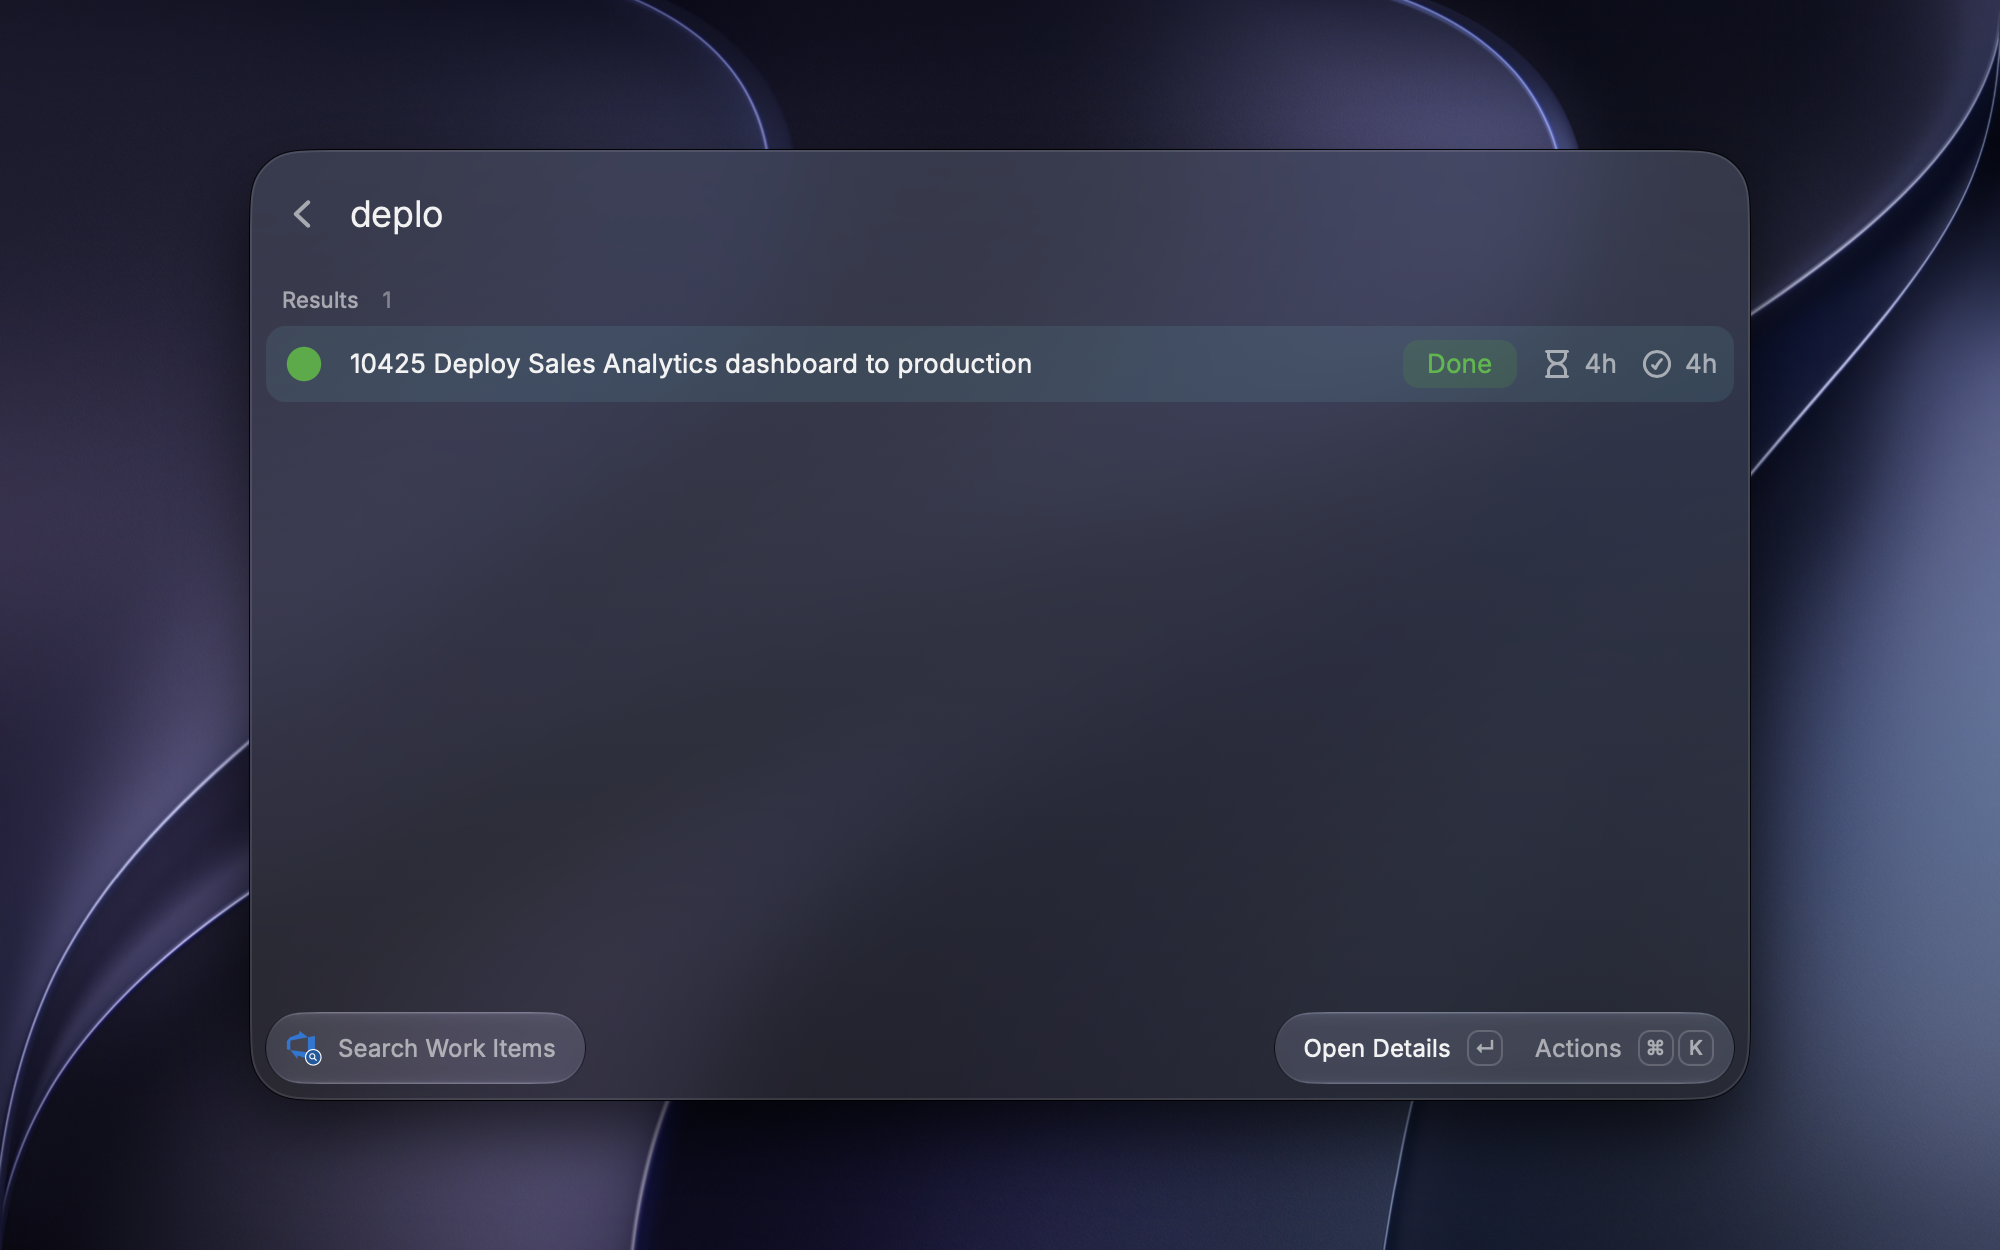 deplo
Results 1
10425 Deploy Sales Analytics dashboard to production Done 4h 4h
Search Work Items Open Details ↵ Actions ⌘ K